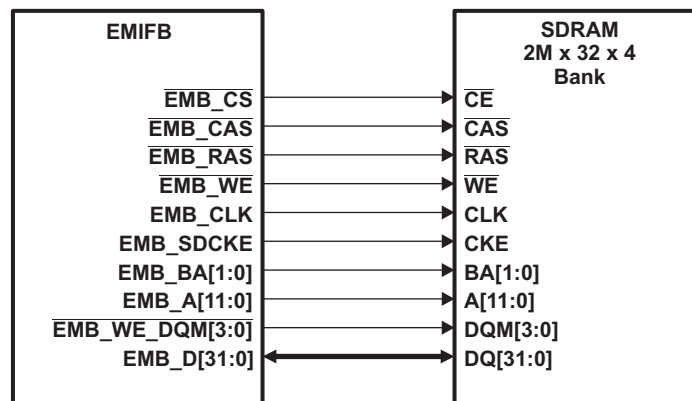 EMIFB
EMB_CS
EMB_CAS
EMB_RAS
EMB_WE
EMB_CLK
EMB_SDCKE
EMB_BA[1:0]
EMB_A[11:0]
EMB_WE_DQM[3:0]
EMB_D[31:0]
SDRAM
2M x 32 x 4
Bank
CE
CAS
RAS
WE
CLK
CKE
BA[1:0]
A[11:0]
DQM[3:0]
DQ[31:0]